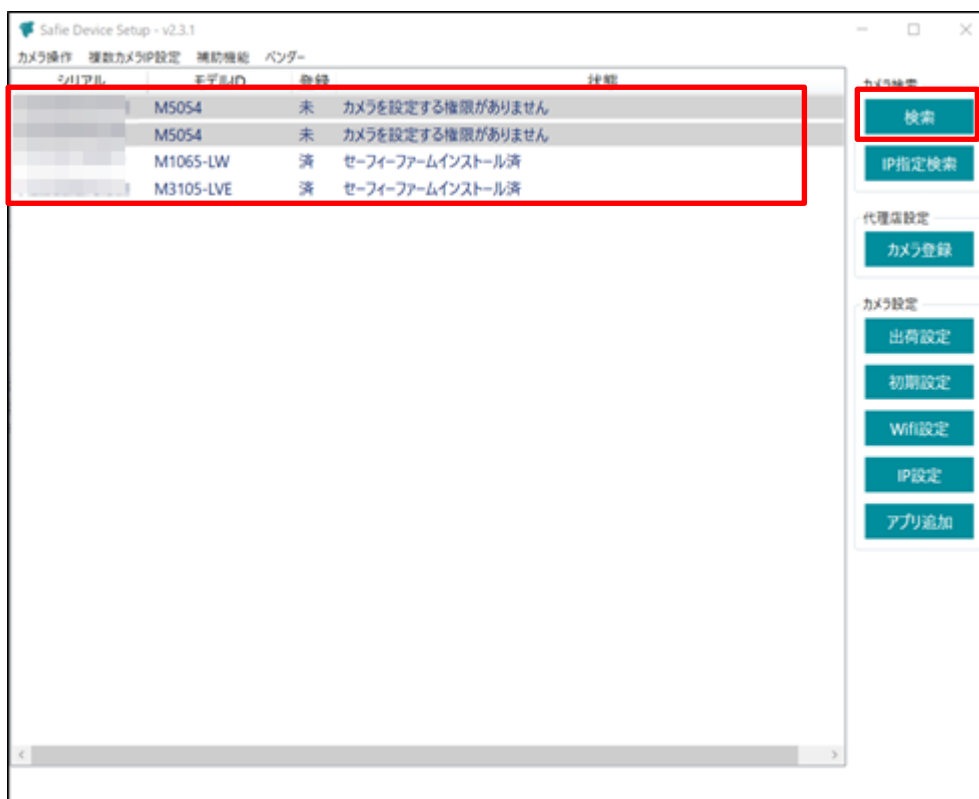 Safie Device Setup - v2.3.1
カメラ操作 複数カメラIP設定 補助機能 ベンダー
シリアル モデルID 登録 状態
M5054 未 カメラを設定する権限がありません
M5054 未 カメラを設定する権限がありません
M1065-LW 済 セーフィーファームインストール済
M3105-LVE 済 セーフィーファームインストール済
カメラ検索
検索
IP指定検索
代理店設定
カメラ登録
カメラ設定
出荷設定
初期設定
Wifi設定
IP設定
アプリ追加